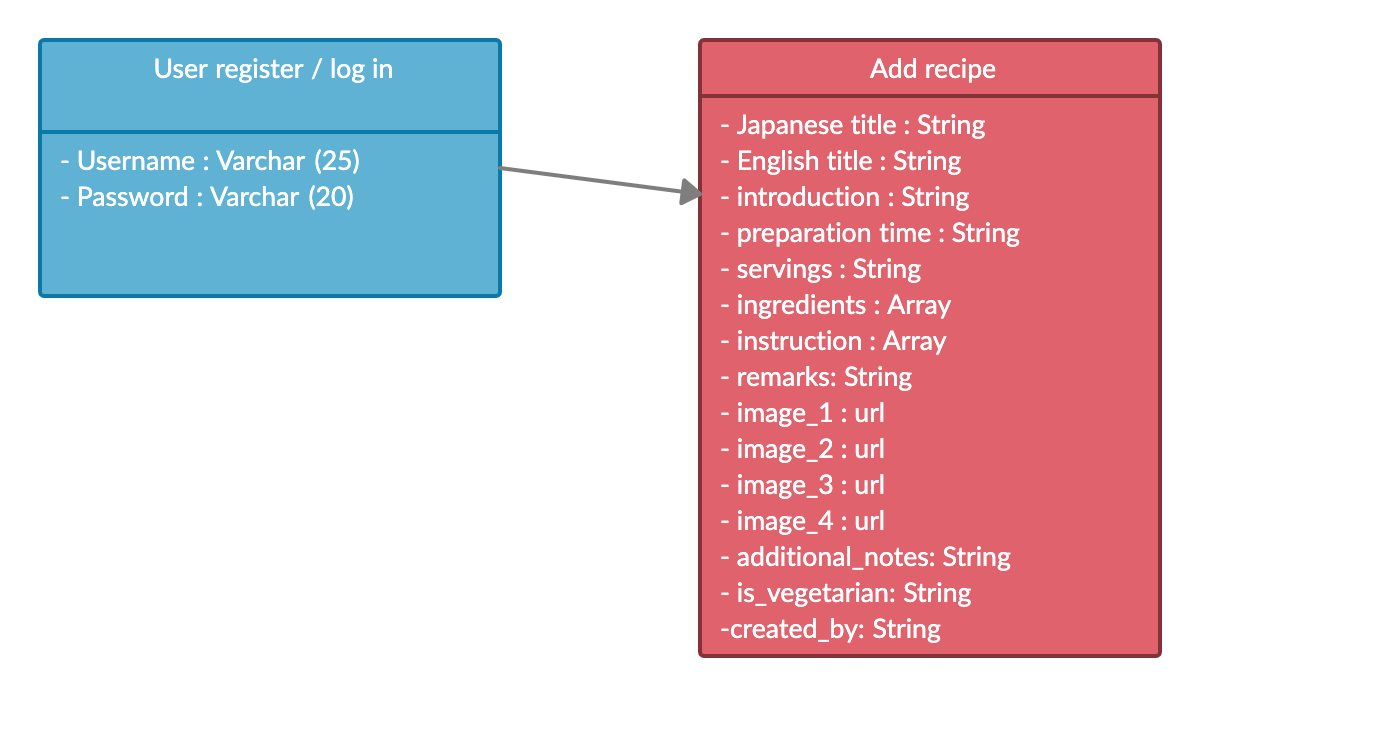 User register / log in
- Username : Varchar (25)
- Password : Varchar (20)
Add recipe
- Japanese title : String
- English title : String
- introduction : String
- preparation time : String
- servings : String
- ingredients : Array
- instruction : Array
- remarks: String
- image_1 : url
- image_2 : url
- image_3 : url
- image_4 : url
- additional_notes: String
- is_vegetarian: String
-created_by: String